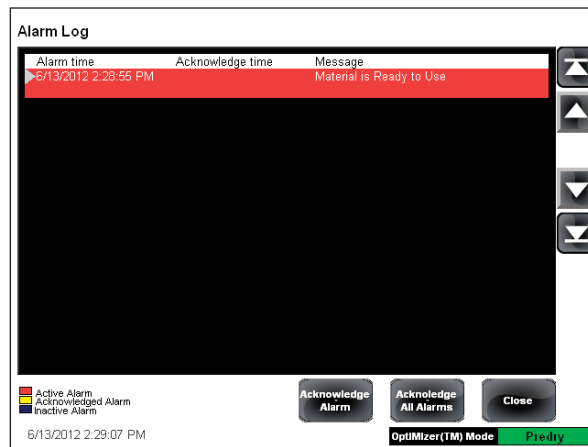 Alarm Log
Alarm time Acknowledge time Message
6/13/2012 2:28:55 PM Material is Ready to Use
Active Alarm
Acknowledged Alarm
Inactive Alarm
Acknowledge
Alarm
Acknoledge
All Alarms
Close
6/13/2012 2:29:07 PM
OptIMIzer(TM) Mode Predry